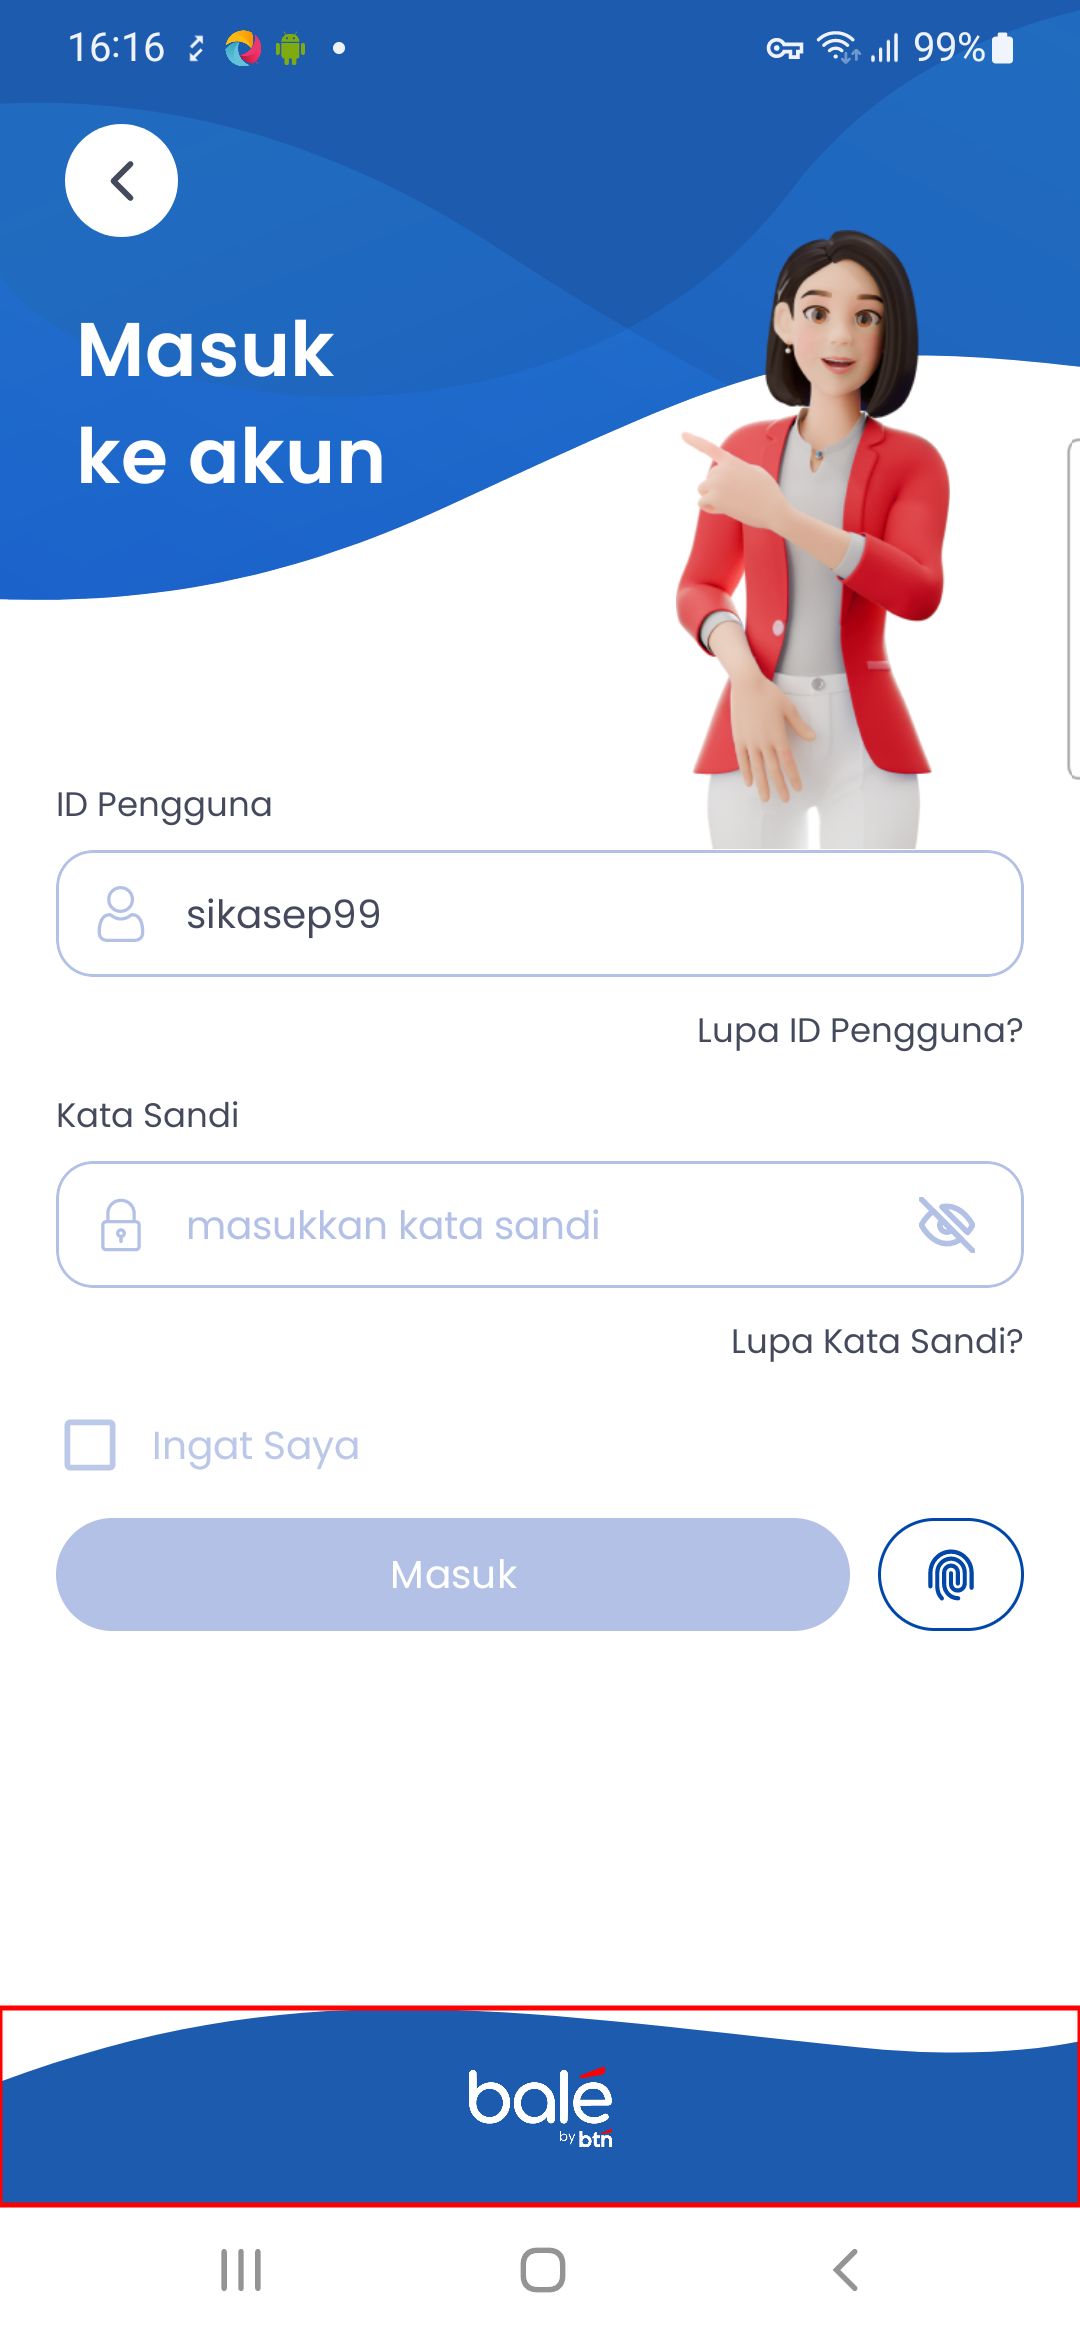 16:16
99%
Masuk
ke akun
ID Pengguna
sikasep99
Lupa ID Pengguna?
Kata Sandi
masukkan kata sandi
Lupa Kata Sandi?
Ingat Saya
Masuk
balé
by btn